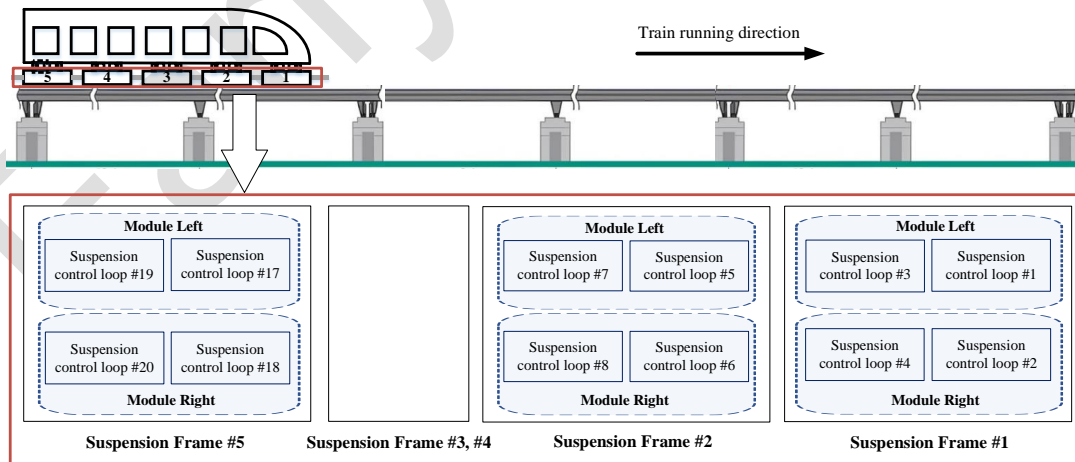 Train running direction
5 4 3 2 1
Module Left
Suspension control loop #19
Suspension control loop #17
Suspension control loop #20
Suspension control loop #18
Module Right
Suspension Frame #5
Suspension Frame #3, #4
Module Left
Suspension control loop #7
Suspension control loop #5
Suspension control loop #8
Suspension control loop #6
Module Right
Suspension Frame #2
Module Left
Suspension control loop #3
Suspension control loop #1
Suspension control loop #4
Suspension control loop #2
Module Right
Suspension Frame #1